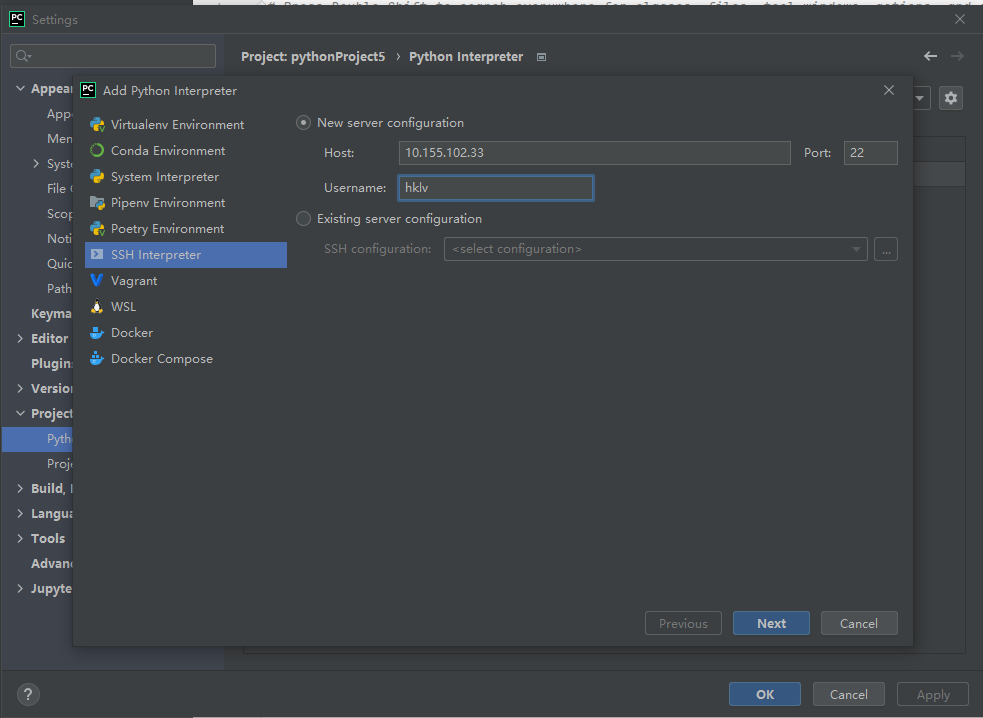 # Press Double Shift to search everywhere for classes, files, tool windows, actions, and
PC Settings
Project: pythonProject5 › Python Interpreter
PC Add Python Interpreter
Virtualenv Environment
Conda Environment
System Interpreter
Pipenv Environment
Poetry Environment
SSH Interpreter
Vagrant
WSL
Docker
Docker Compose
New server configuration
Host: 10.155.102.33 Port: 22
Username: hklv
Existing server configuration
SSH configuration: <select configuration> ...
Previous Next Cancel
Appear
Appe
Men
Syste
File
Scop
Noti
Quic
Path
Keyma
Editor
Plugins
Version
Project
Pyth
Proje
Build,
Langua
Tools
Advan
Jupyte
? OK Cancel Apply